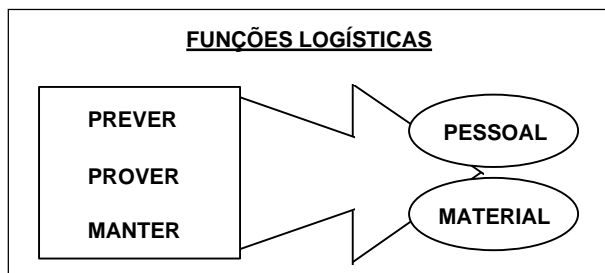 FUNÇÕES LOGÍSTICAS
PREVER
PROVER
MANTER
PESSOAL
MATERIAL